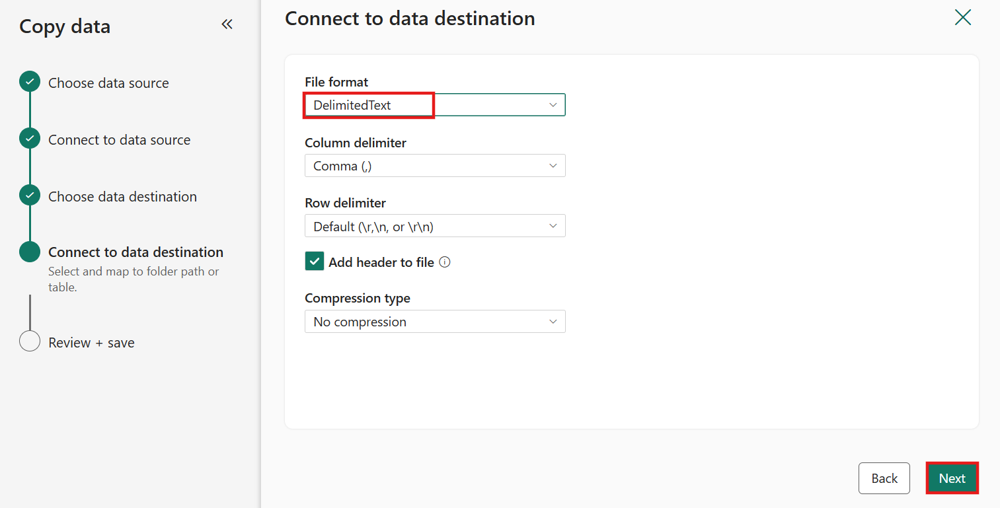 Copy data
Choose data source
Connect to data source
Choose data destination
Connect to data destination
Select and map to folder path or
table.
Review + save
Connect to data destination
File format
DelimitedText
Column delimiter
Comma (,)
Row delimiter
Default (\r,\n, or \r\n)
Add header to file
Compression type
No compression
Back
Next